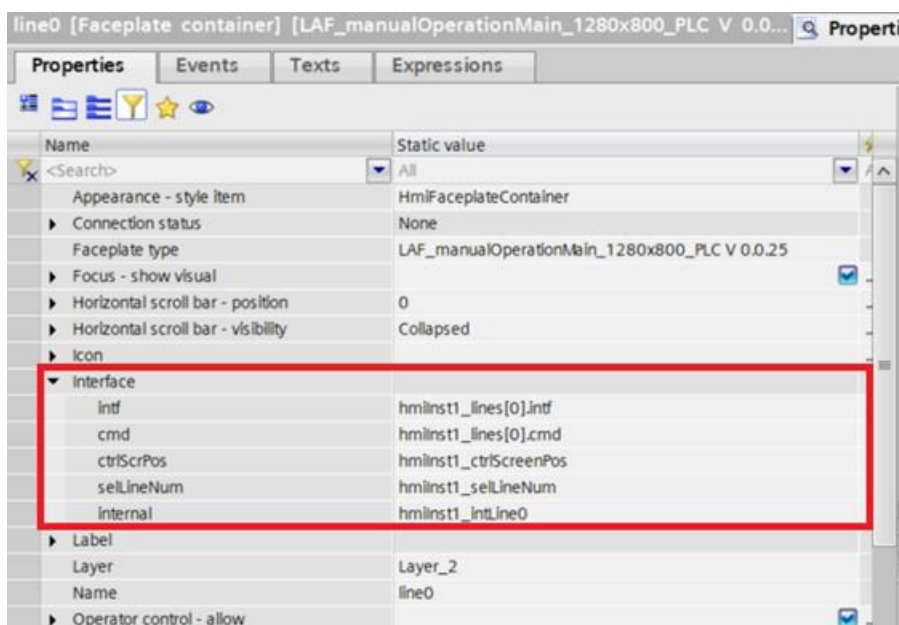 line0 [Faceplate container] [LAF_manualOperationMain_1280x800_PLC V 0.0... Properti
Properties Events Texts Expressions
Name Static value
<Search> All
Appearance - style item HmiFaceplateContainer
Connection status None
Faceplate type LAF_manualOperationMain_1280x800_PLC V 0.0.25
Focus - show visual
Horizontal scroll bar - position 0
Horizontal scroll bar - visibility Collapsed
Icon
Interface
intf hmiInst1_lines[0].intf
cmd hmiInst1_lines[0].cmd
ctrlScrPos hmiInst1_ctrlScreenPos
selLineNum hmiInst1_selLineNum
internal hmiInst1_intLine0
Label
Layer Layer_2
Name line0
Operator control - allow